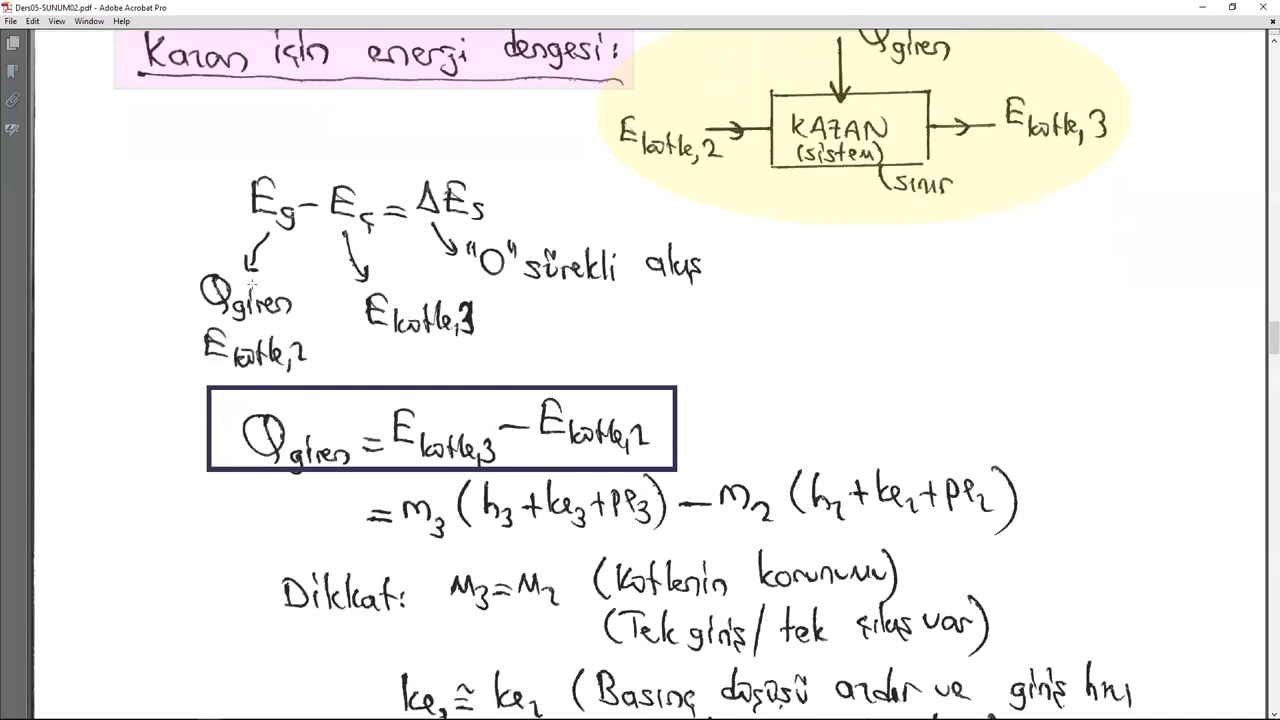 Ders05-SUNUM02.pdf - Adobe Acrobat Pro
File Edit View Window Help
Kazan için enerji dengesi:
Qgiren
Ekütle,2
KAZAN
(sistem)
Ekütle,3
sınır
Eg - Eç = ΔEs
"O" sürekli akış
Qgiren
Ekütle,3
Ekütle,2
Qgiren = Ekütle,3 - Ekütle,2
= m3 (h3+ke3+pe3) - m2 (h2+ke2+pe2)
Dikkat: m3=m2 (Kütlenin korunumu)
(Tek giriş / tek çıkış var)
ke3 ≅ ke2 (Basınç düşüşü azdır ve giriş hızı